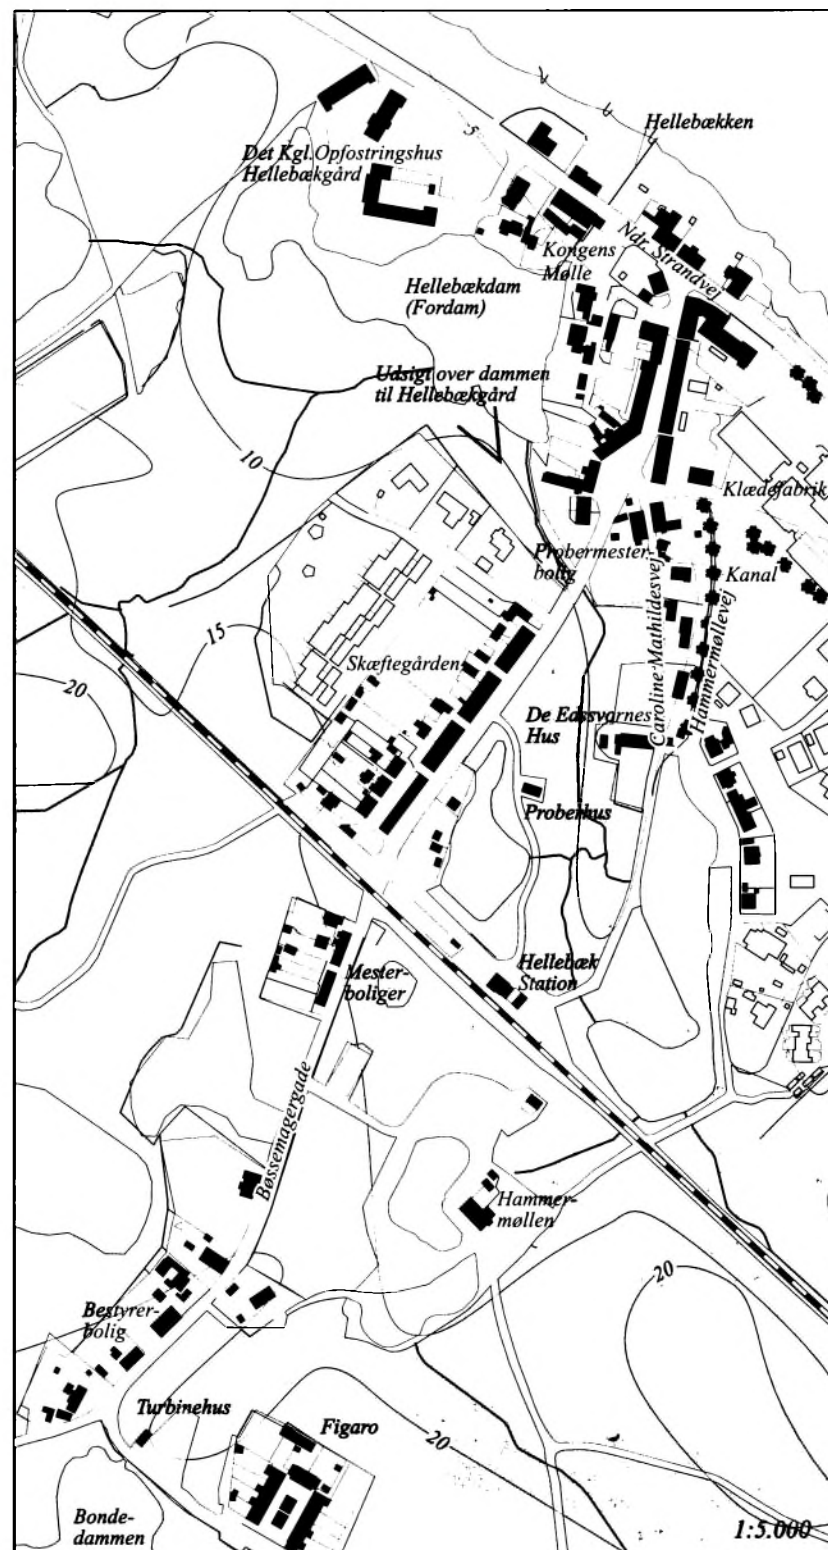 Hellebækken
5
Det Kgl.Opfostringshus
Hellebækgård
Ndr. Strandvej
Kongens
Mølle
Hellebækdam
(Fordam)
Udsigt over dammen
til Hellebækgård
10
Klædefabrik
Probermester-
bolig
Kanal
15
Skæftegården
20
Caroline Mathildesvej
Hammermøllevej
De Eassvarnes
Hus
Proberhus
Hellebæk
Station
Mester-
boliger
Bøssemagergade
Hammer-
møllen
20
Bestyrer-
bolig
Turbinehus
Figaro
20
Bonde-
dammen
1:5.000